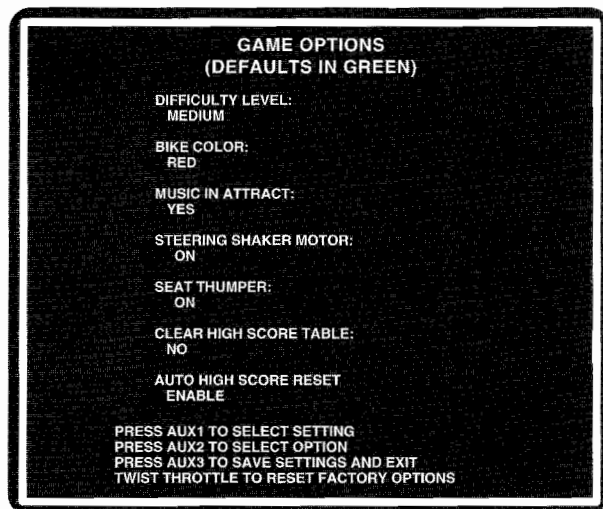 GAME OPTIONS
(DEFAULTS IN GREEN)
DIFFICULTY LEVEL:
MEDIUM
BIKE COLOR:
RED
MUSIC IN ATTRACT:
YES
STEERING SHAKER MOTOR:
ON
SEAT THUMPER:
ON
CLEAR HIGH SCORE TABLE:
NO
AUTO HIGH SCORE RESET
ENABLE
PRESS AUX1 TO SELECT SETTING
PRESS AUX2 TO SELECT OPTION
PRESS AUX3 TO SAVE SETTINGS AND EXIT
TWIST THROTTLE TO RESET FACTORY OPTIONS